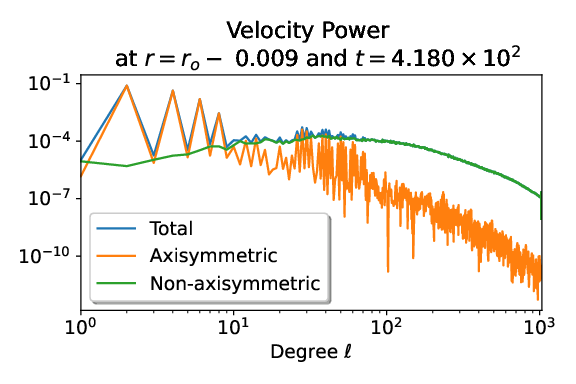 Velocity Power
at r = r_o − 0.009 and t = 4.180 × 10^2
10^−1
10^−4
10^−7
10^−10
Total
Axisymmetric
Non-axisymmetric
10^0 10^1 10^2 10^3
Degree ℓ